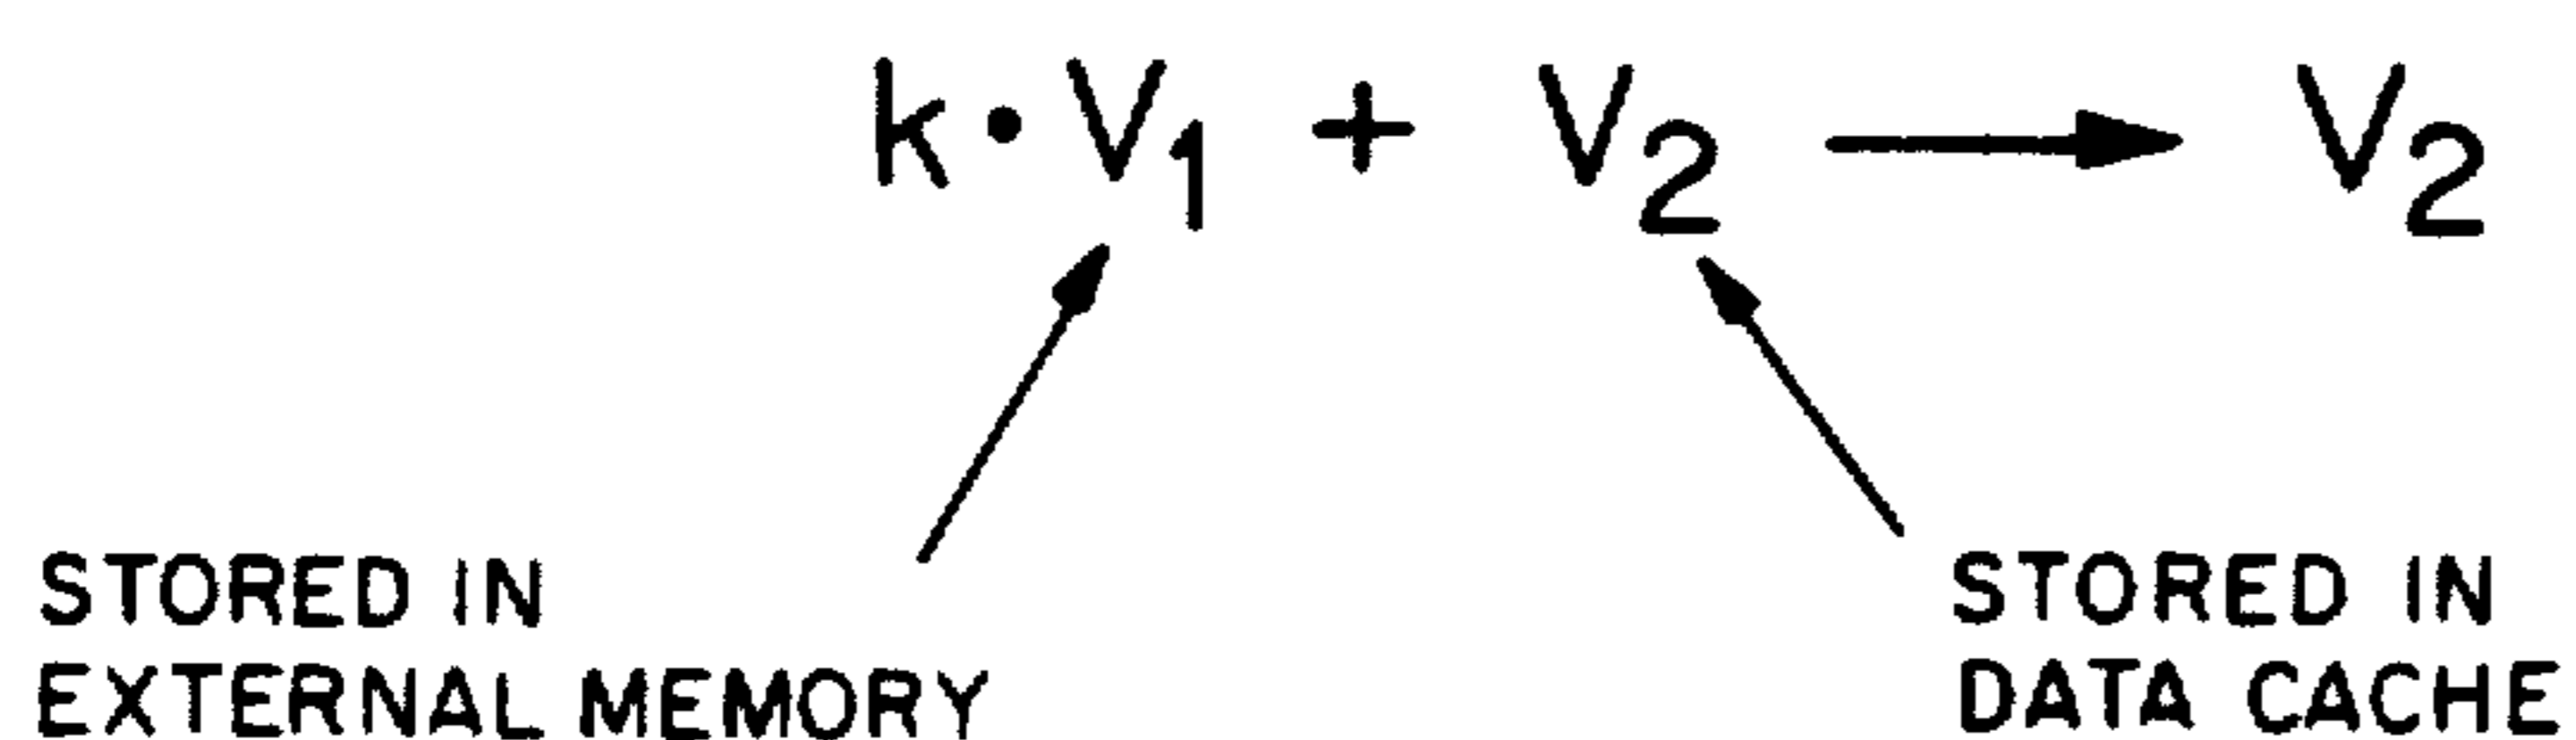 k · V₁ + V₂ → V₂
STORED IN
EXTERNAL MEMORY
STORED IN
DATA CACHE